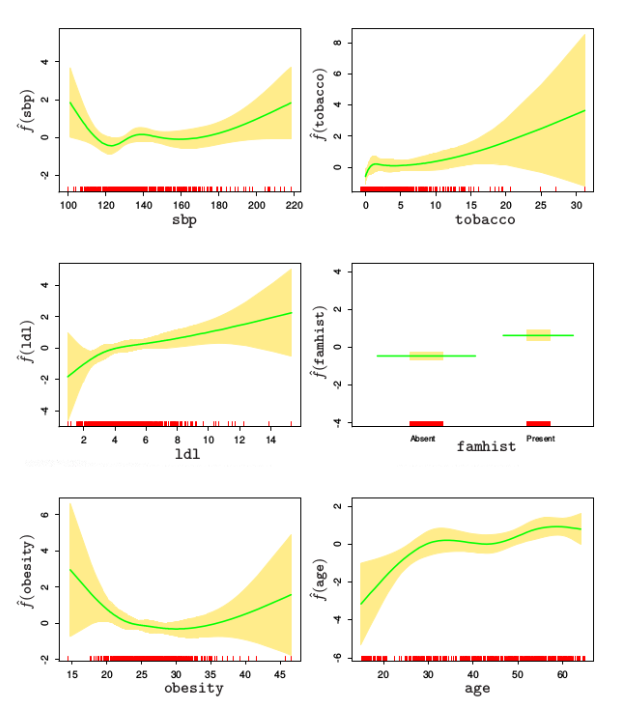 f̂(sbp)
4
2
0
-2
100 120 140 160 180 200 220
sbp
f̂(tobacco)
8
6
4
2
0
0 5 10 15 20 25 30
tobacco
f̂(ldl)
4
2
0
-2
-4
2 4 6 8 10 12 14
ldl
f̂(famhist)
4
2
0
-2
-4
Absent Present
famhist
f̂(obesity)
6
4
2
0
-2
15 20 25 30 35 40 45
obesity
f̂(age)
2
0
-2
-4
-6
20 30 40 50 60
age